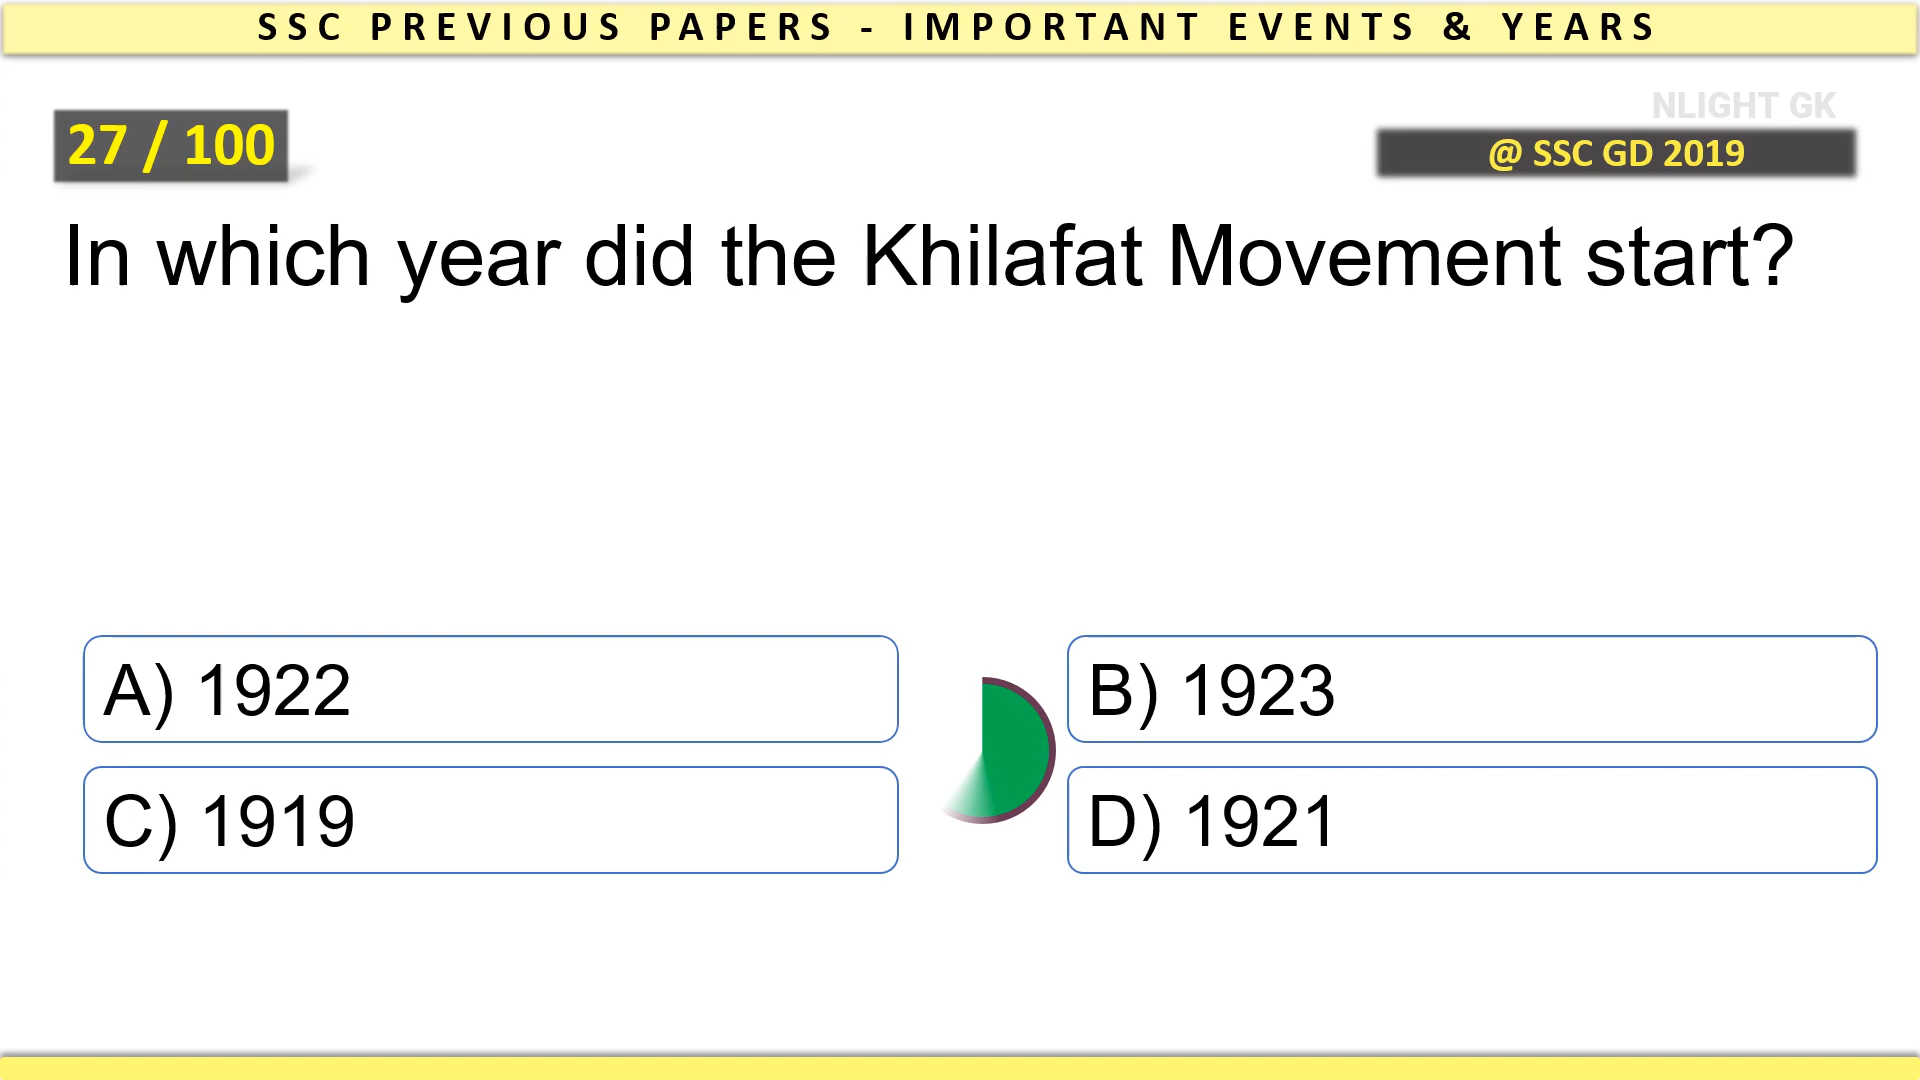 SSC PREVIOUS PAPERS - IMPORTANT EVENTS & YEARS
NLIGHT GK
27 / 100
@ SSC GD 2019
In which year did the Khilafat Movement start?
A) 1922
B) 1923
C) 1919
D) 1921